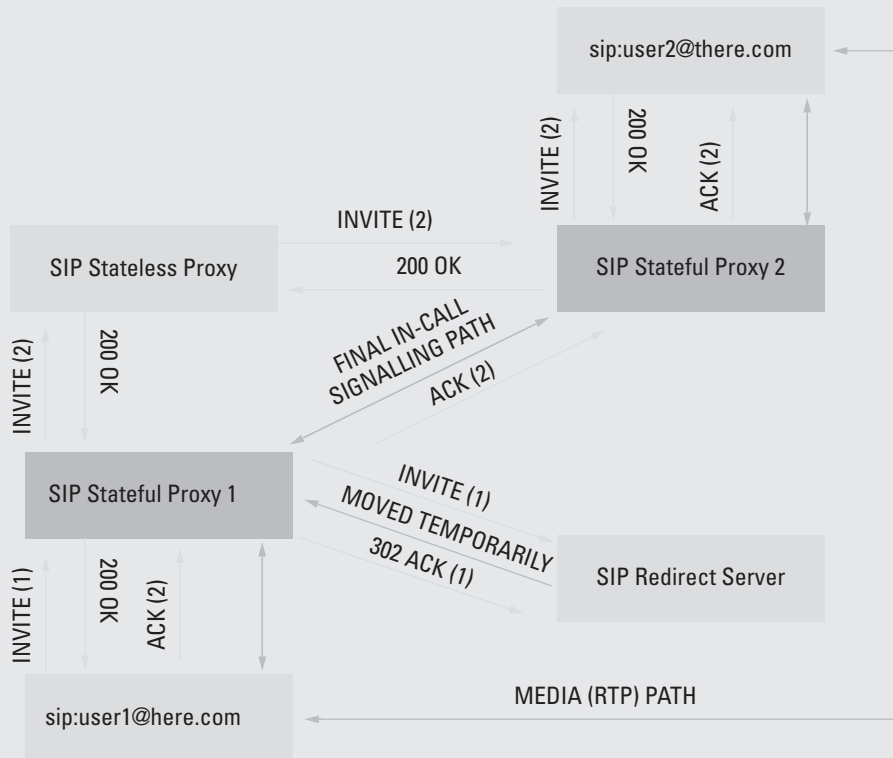 sip:user2@there.com
INVITE (2)
200 OK
ACK (2)
INVITE (2)
SIP Stateless Proxy
200 OK
SIP Stateful Proxy 2
FINAL IN-CALL
SIGNALLING PATH
ACK (2)
INVITE (2)
200 OK
SIP Stateful Proxy 1
INVITE (1)
MOVED TEMPORARILY
302 ACK (1)
SIP Redirect Server
INVITE (1)
200 OK
ACK (2)
MEDIA (RTP) PATH
sip:user1@here.com